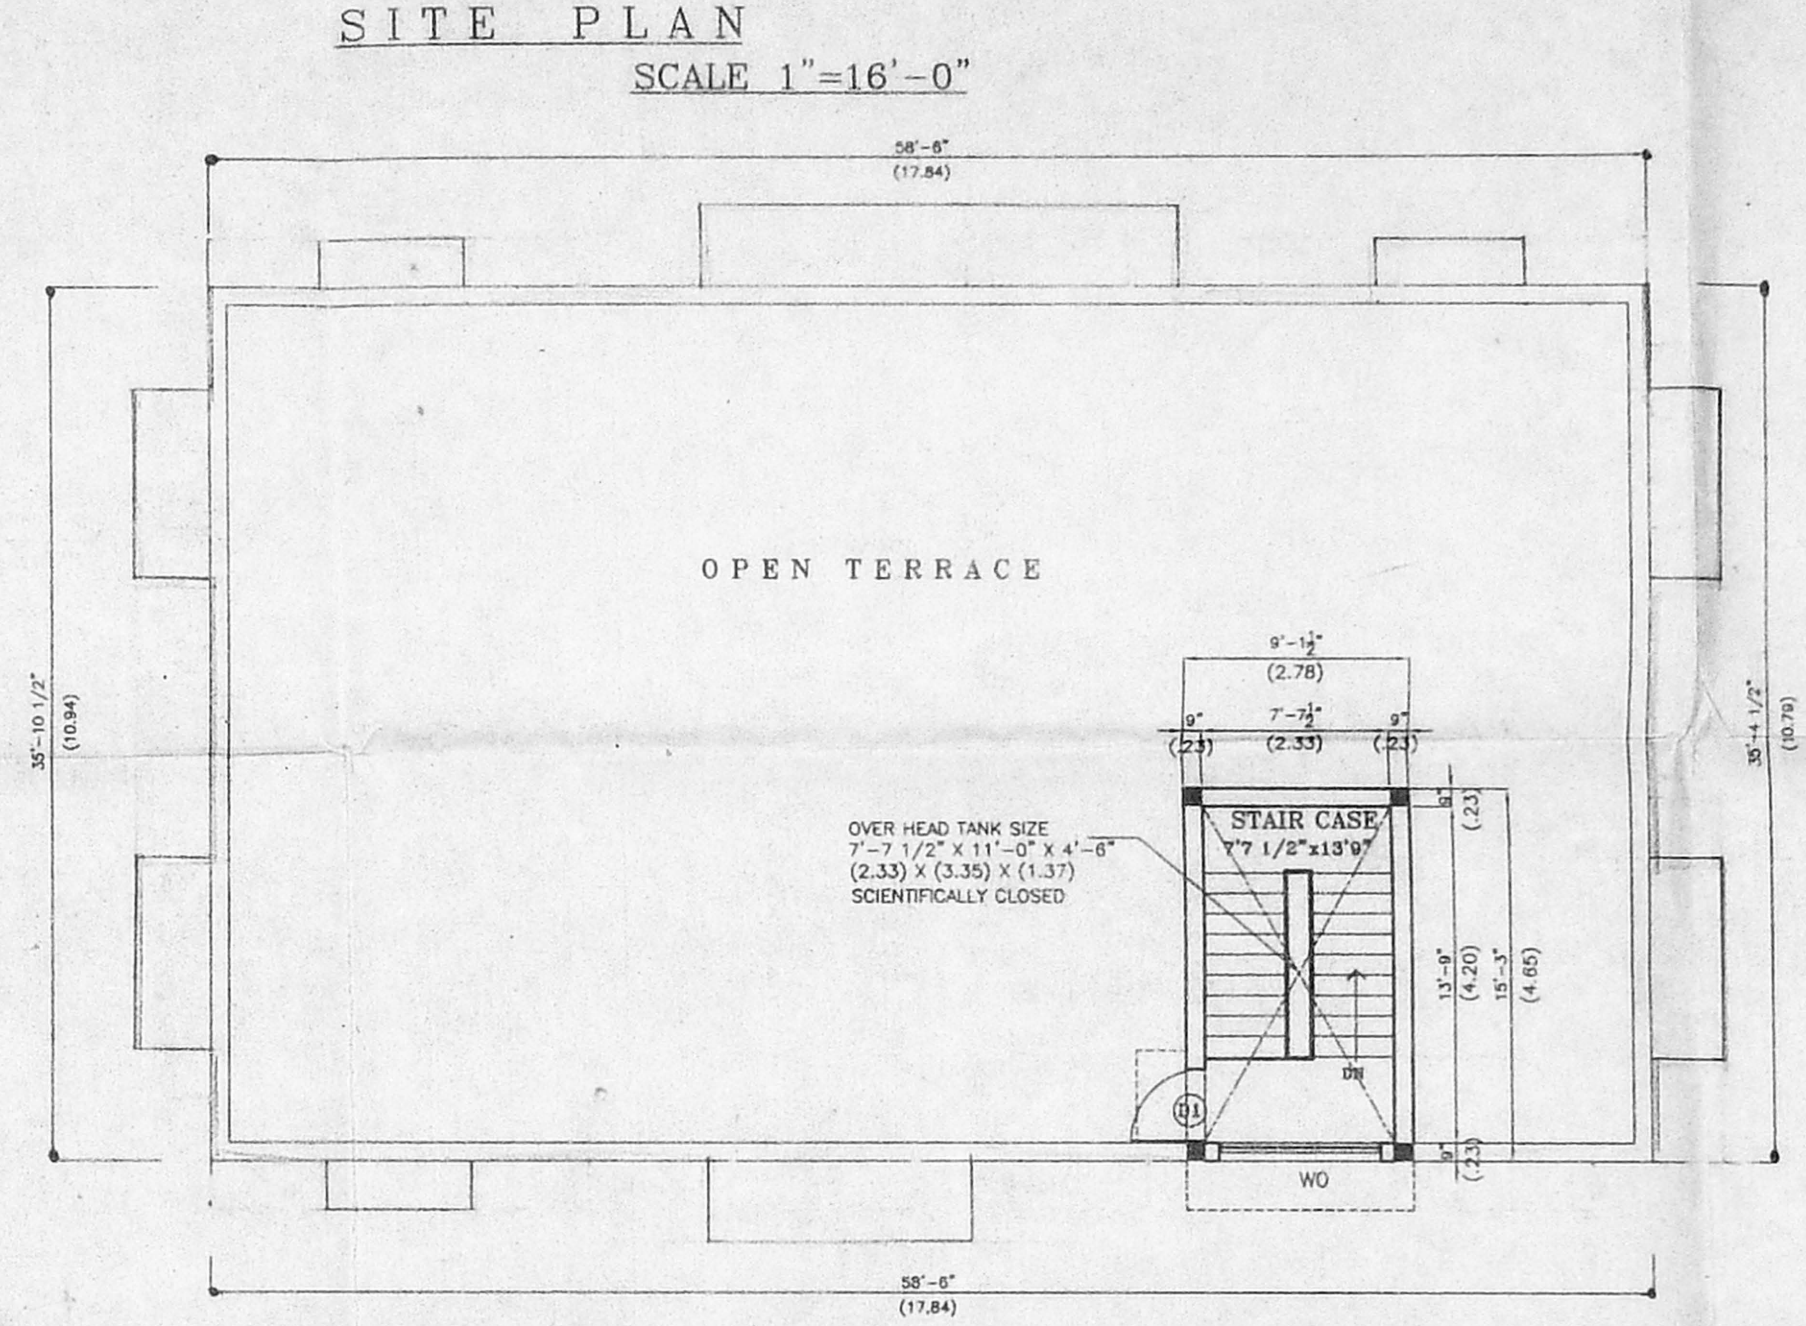 SITE PLAN
SCALE 1"=16'-0"
58'-6"
(17.84)
35'-10 1/2"
(10.94)
OPEN TERRACE
35'-4 1/2"
(10.79)
9'-1½"
(2.78)
9" 7'-7½" 9"
(.23) (2.33) (.23)
STAIR CASE
7'7 1/2"x13'9"
OVER HEAD TANK SIZE
7'-7 1/2" X 11'-0" X 4'-6"
(2.33) X (3.35) X (1.37)
SCIENTIFICALLY CLOSED
9"
(.23)
13'-9"
(4.20)
15'-3"
(4.65)
DN
D1
9"
(.23)
WO
58'-6"
(17.84)